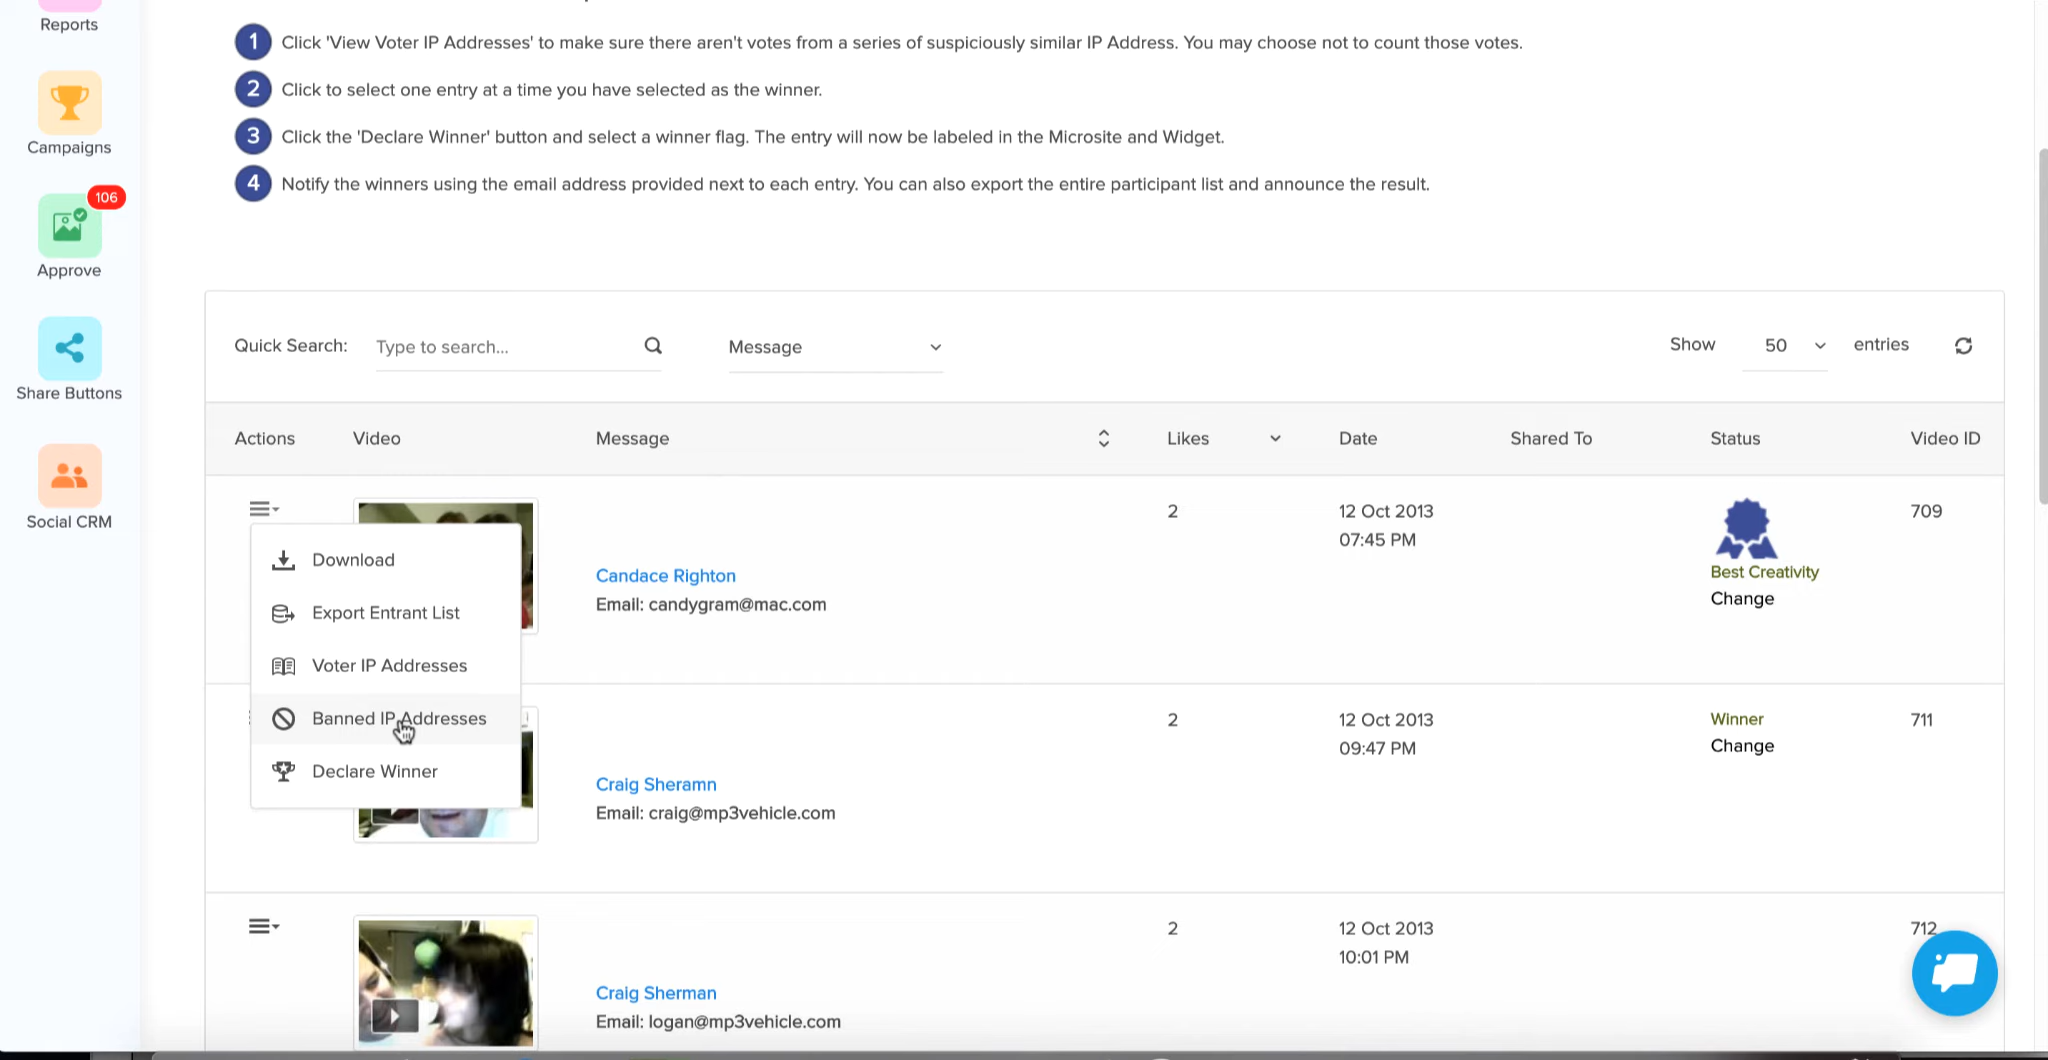 Reports
Campaigns
106
Approve
Share Buttons
Social CRM
1 Click 'View Voter IP Addresses' to make sure there aren't votes from a series of suspiciously similar IP Address. You may choose not to count those votes.
2 Click to select one entry at a time you have selected as the winner.
3 Click the 'Declare Winner' button and select a winner flag. The entry will now be labeled in the Microsite and Widget.
4 Notify the winners using the email address provided next to each entry. You can also export the entire participant list and announce the result.
Quick Search: Type to search... Message Show 50 entries
Actions Video Message Likes Date Shared To Status Video ID
2 12 Oct 2013 709
07:45 PM
Candace Righton
Email: candygram@mac.com
Best Creativity
Change
Download
Export Entrant List
Voter IP Addresses
Banned IP Addresses
Declare Winner
2 12 Oct 2013 Winner 711
09:47 PM Change
Craig Sheramn
Email: craig@mp3vehicle.com
2 12 Oct 2013 712
10:01 PM
Craig Sherman
Email: logan@mp3vehicle.com